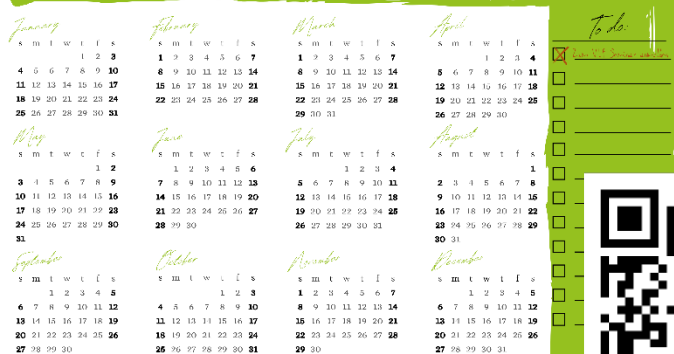 January
s m t w t f s
1 2 3
4 5 6 7 8 9 10
11 12 13 14 15 16 17
18 19 20 21 22 23 24
25 26 27 28 29 30 31
February
s m t w t f s
1 2 3 4 5 6 7
8 9 10 11 12 13 14
15 16 17 18 19 20 21
22 23 24 25 26 27 28
March
s m t w t f s
1 2 3 4 5 6 7
8 9 10 11 12 13 14
15 16 17 18 19 20 21
22 23 24 25 26 27 28
29 30 31
April
s m t w t f s
1 2 3 4
5 6 7 8 9 10 11
12 13 14 15 16 17 18
19 20 21 22 23 24 25
26 27 28 29 30
May
s m t w t f s
1 2
3 4 5 6 7 8 9
10 11 12 13 14 15 16
17 18 19 20 21 22 23
24 25 26 27 28 29 30
31
June
s m t w t f s
1 2 3 4 5 6
7 8 9 10 11 12 13
14 15 16 17 18 19 20
21 22 23 24 25 26 27
28 29 30
July
s m t w t f s
1 2 3 4
5 6 7 8 9 10 11
12 13 14 15 16 17 18
19 20 21 22 23 24 25
26 27 28 29 30 31
August
s m t w t f s
1
2 3 4 5 6 7 8
9 10 11 12 13 14 15
16 17 18 19 20 21 22
23 24 25 26 27 28 29
30 31
September
s m t w t f s
1 2 3 4 5
6 7 8 9 10 11 12
13 14 15 16 17 18 19
20 21 22 23 24 25 26
27 28 29 30
October
s m t w t f s
1 2 3
4 5 6 7 8 9 10
11 12 13 14 15 16 17
18 19 20 21 22 23 24
25 26 27 28 29 30 31
November
s m t w t f s
1 2 3 4 5 6 7
8 9 10 11 12 13 14
15 16 17 18 19 20 21
22 23 24 25 26 27 28
29 30
December
s m t w t f s
1 2 3 4 5
6 7 8 9 10 11 12
13 14 15 16 17 18 19
20 21 22 23 24 25 26
27 28 29 30 31
To do: